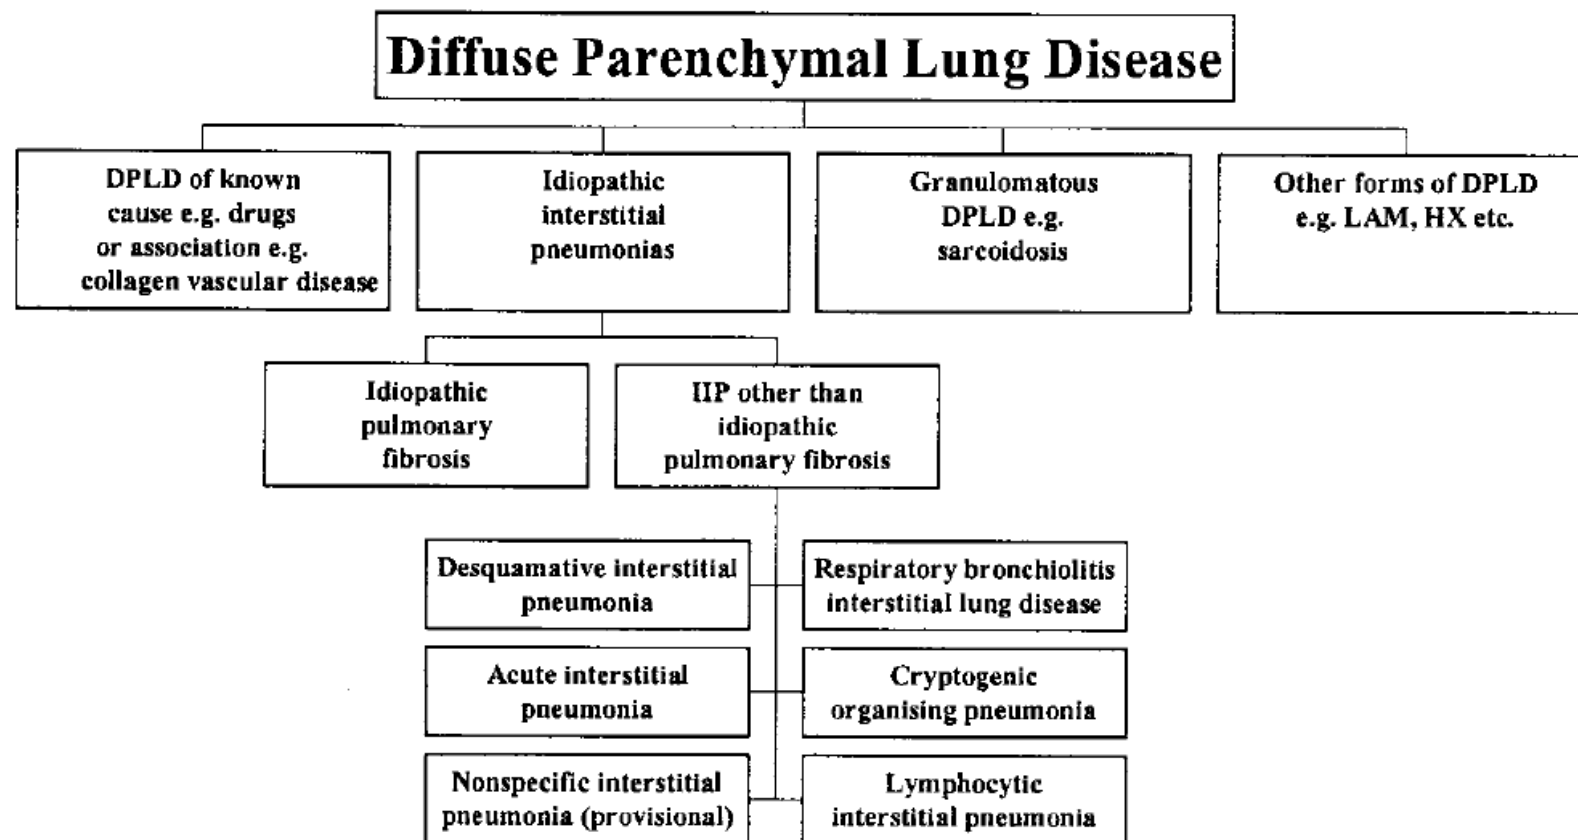 Diffuse Parenchymal Lung Disease
DPLD of known
cause e.g. drugs
or association e.g.
collagen vascular disease
Idiopathic
interstitial
pneumonias
Granulomatous
DPLD e.g.
sarcoidosis
Other forms of DPLD
e.g. LAM, HX etc.
Idiopathic
pulmonary
fibrosis
IIP other than
idiopathic
pulmonary fibrosis
Desquamative interstitial
pneumonia
Respiratory bronchiolitis
interstitial lung disease
Acute interstitial
pneumonia
Cryptogenic
organising pneumonia
Nonspecific interstitial
pneumonia (provisional)
Lymphocytic
interstitial pneumonia